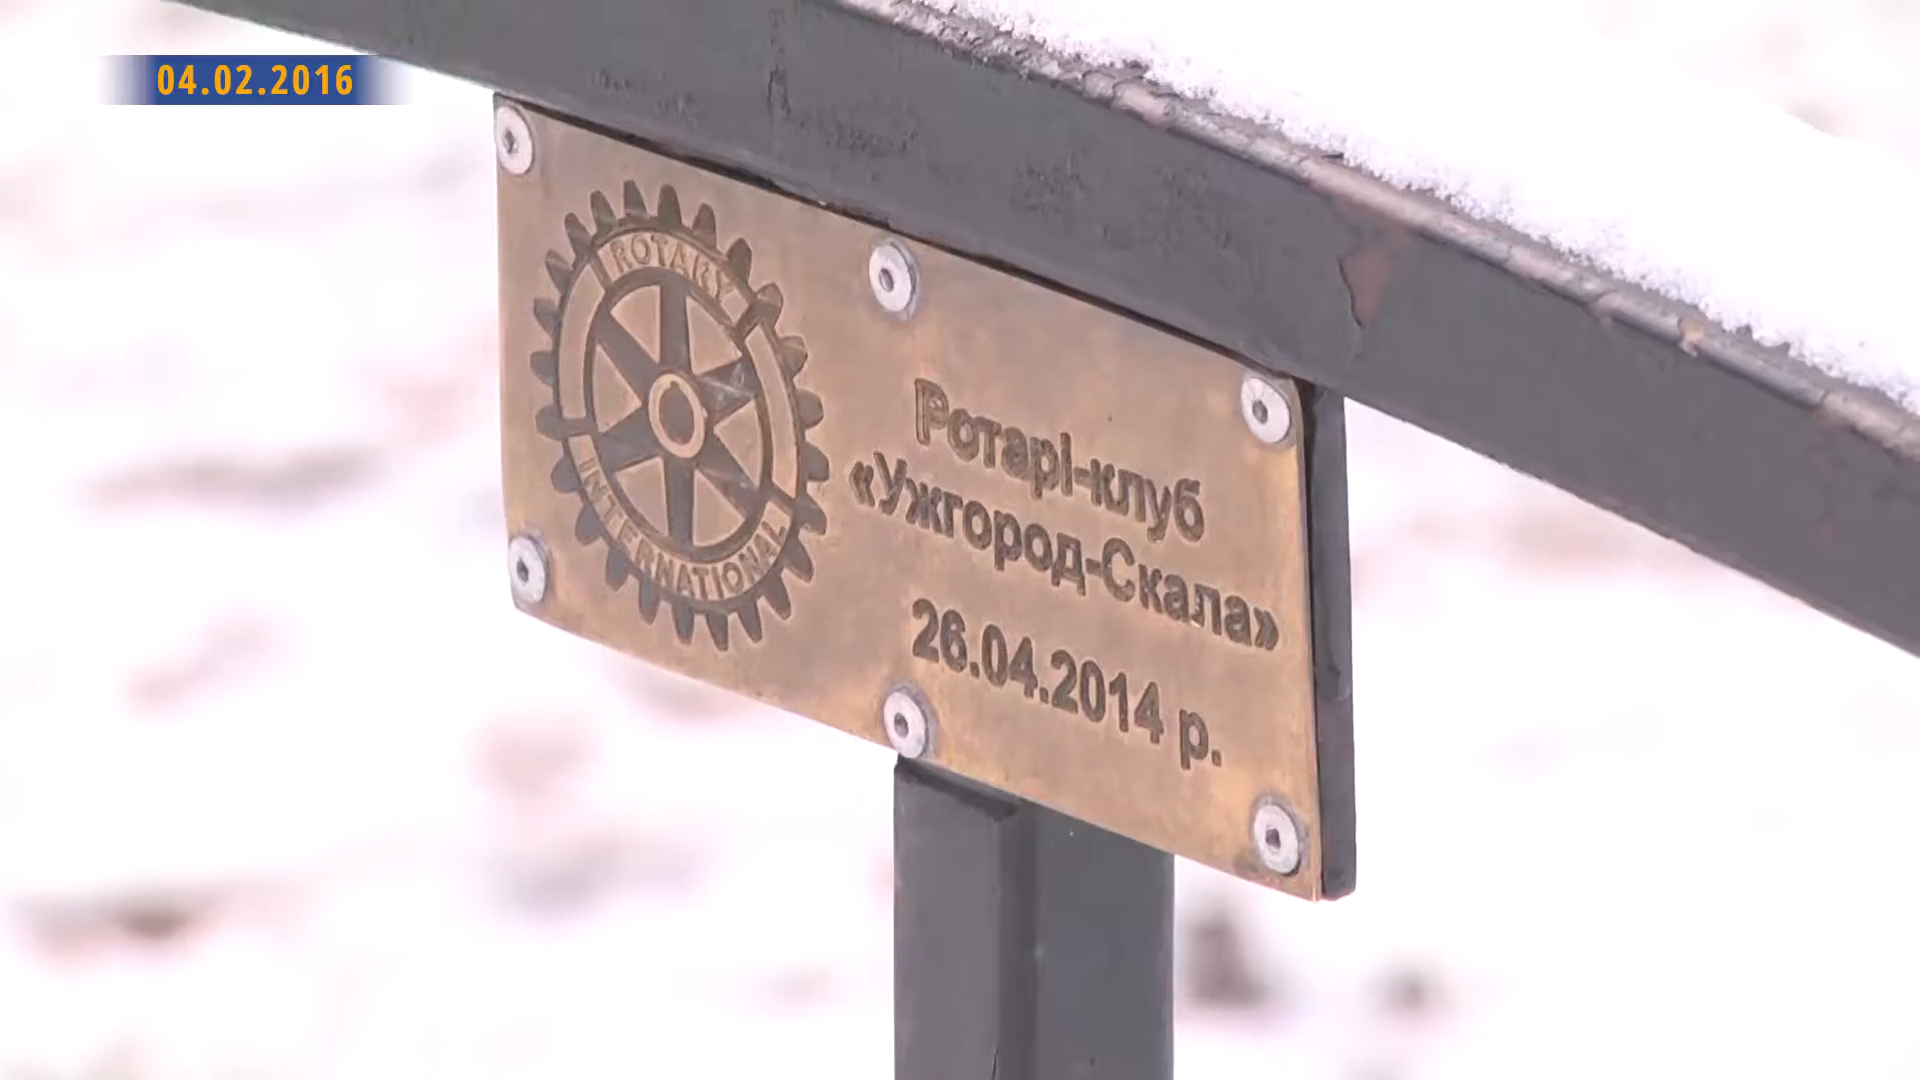 04.02.2016
ROTARY
INTERNATIONAL
Ротарі-клуб
«Ужгород-Скала»
26.04.2014 р.